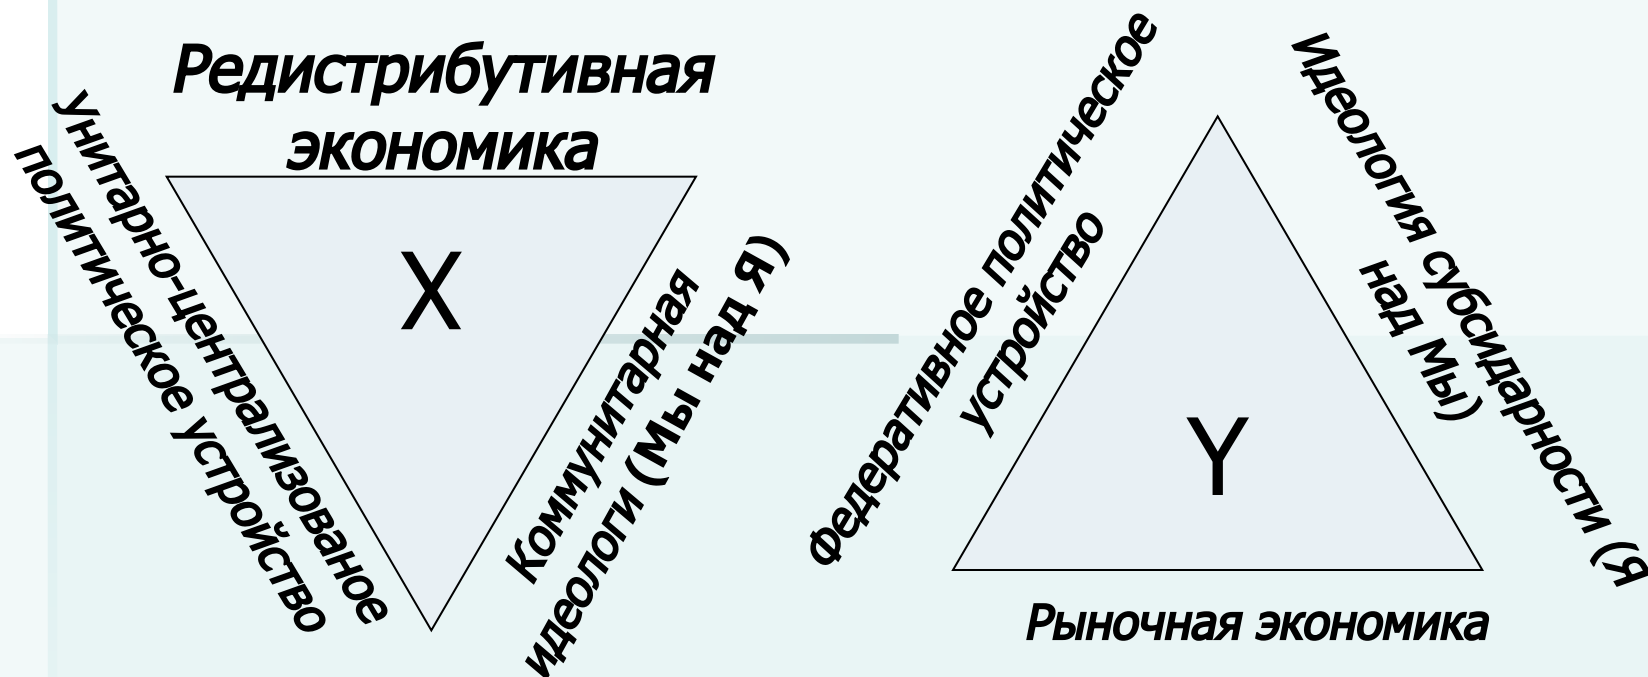 Редистрибутивная
экономика
Унитарно-централизованое
политическое устройство
X
Коммунитарная
идеологи (Мы над Я)
Федеративное политическое
устройство
Идеология субсидарности (Я
над Мы)
Y
Рыночная экономика